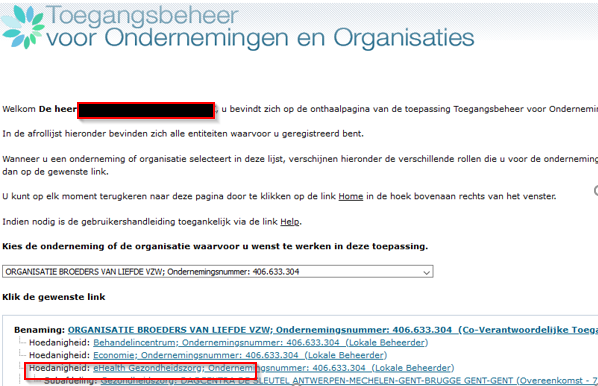 Toegangsbeheer
voor Ondernemingen en Organisaties
Welkom De heer , u bevindt zich op de onthaalpagina van de toepassing Toegangsbeheer voor
In de afrollijst hieronder bevinden zich alle entiteiten waarvoor u geregistreerd bent.
Wanneer u een onderneming of organisatie selecteert in deze lijst, verschijnen hieronder de verschillende rollen die u voor de
dan op de gewenste link.
U kunt op elk moment terugkeren naar deze pagina door te klikken op de link Home in de hoek bovenaan rechts van het venster.
Indien nodig is de gebruikershandleiding toegankelijk via de link Help.
Kies de onderneming of de organisatie waarvoor u wenst te werken in deze toepassing.
ORGANISATIE BROEDERS VAN LIEFDE VZW; Ondernemingsnummer: 406.633.304
Klik de gewenste link
Benaming: ORGANISATIE BROEDERS VAN LIEFDE VZW; Ondernemingsnummer: 406.633.304 (Co-Verantwoordelijke
Hoedanigheid: Behandelincentrum; Ondernemingsnummer: 406.633.304 (Lokale Beheerder)
Hoedanigheid: Economie; Ondernemingsnummer: 406.633.304 (Lokale Beheerder)
Hoedanigheid: eHealth Gezondheidszorg; Ondernemingsnummer: 406.633.304 (Lokale Beheerder)
Subafdeling: Gezondheidszorg; DAGCENTRA DE SLEUTEL ANTWERPEN-MECHELEN-GENT-BRUGGE GENT-GENT (Overeenkomst - 7